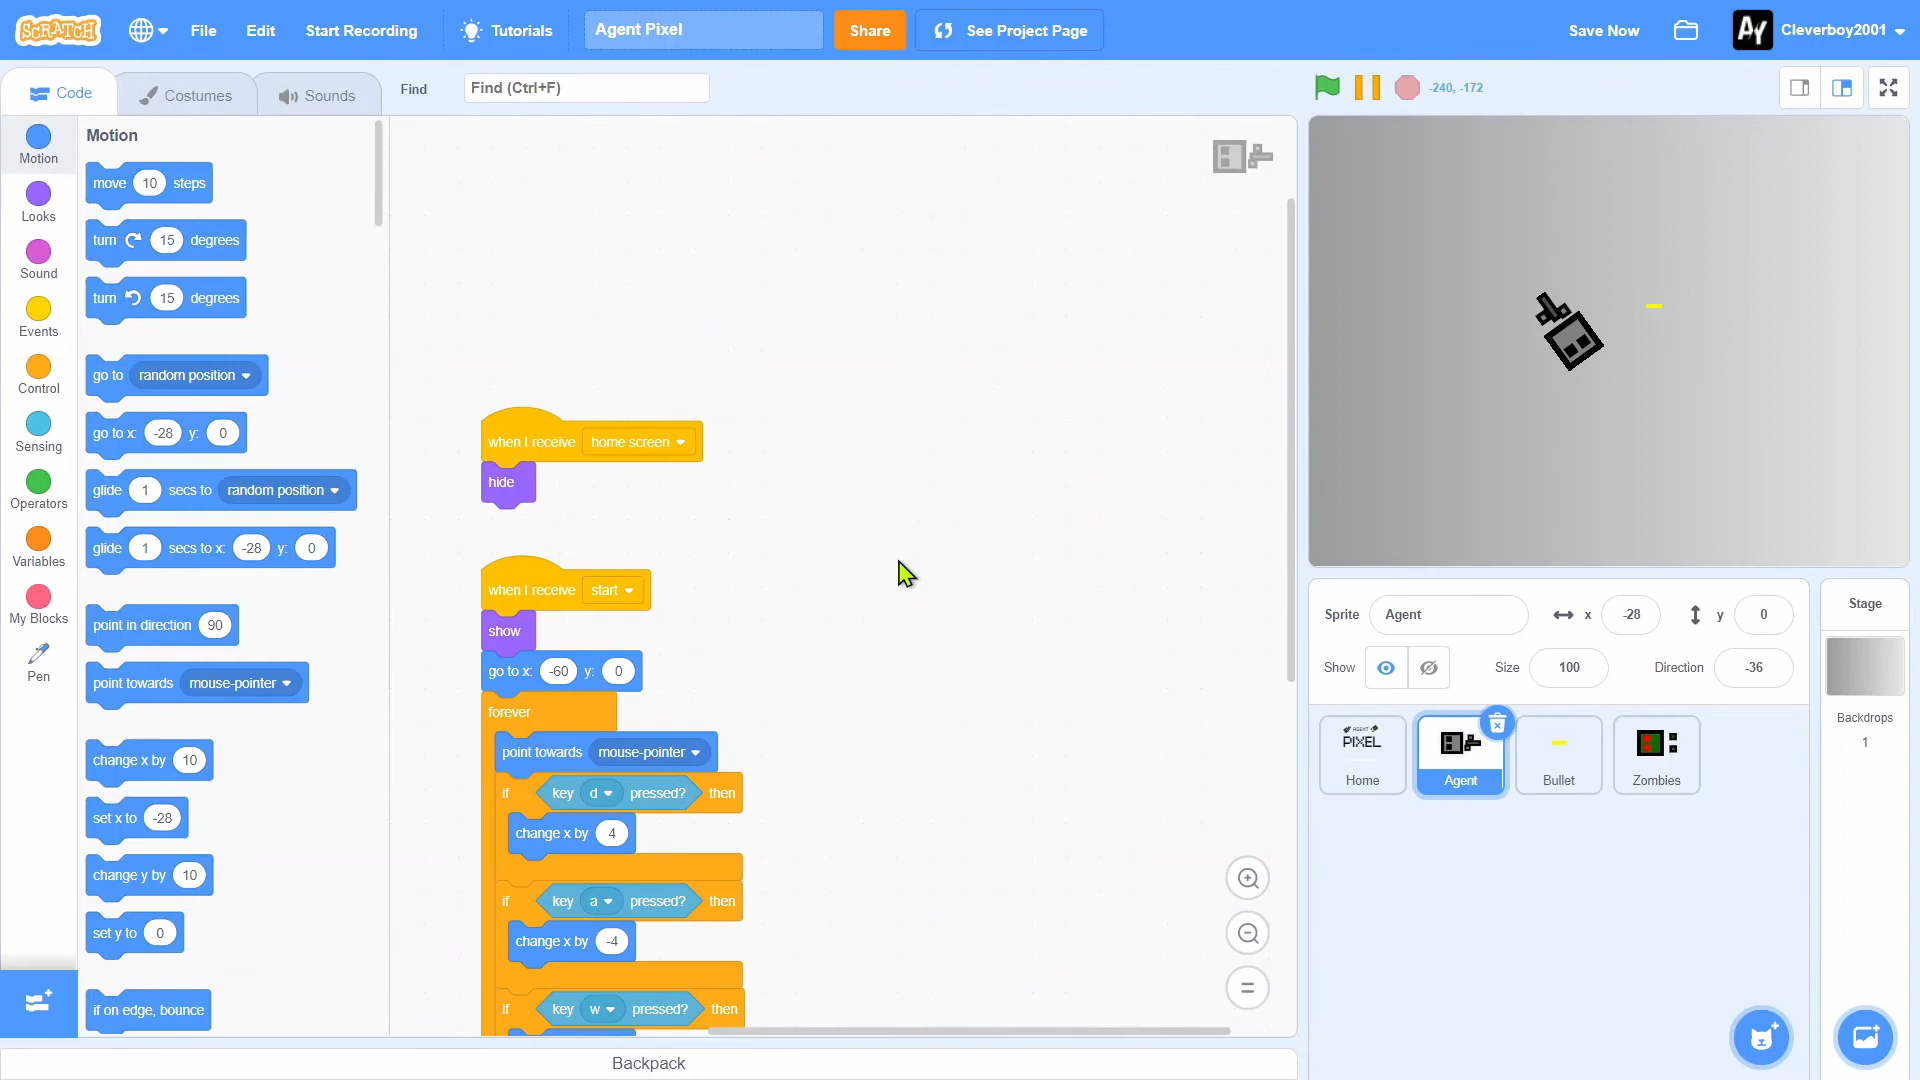 SCRATCH
File
Edit
Start Recording
Tutorials
Agent Pixel
Share
See Project Page
Save Now
Ay
Cleverboy2001
Code
Costumes
Sounds
Find
Find (Ctrl+F)
-240, -172
Motion
Looks
Sound
Events
Control
Sensing
Operators
Variables
My Blocks
Pen
Motion
move 10 steps
turn 15 degrees
turn 15 degrees
go to random position
go to x: -28 y: 0
glide 1 secs to random position
glide 1 secs to x: -28 y: 0
point in direction 90
point towards mouse-pointer
change x by 10
set x to -28
change y by 10
set y to 0
if on edge, bounce
when I receive home screen
hide
when I receive start
show
go to x: -60 y: 0
forever
point towards mouse-pointer
if key d pressed? then
change x by 4
if key a pressed? then
change x by -4
if key w pressed? then
Backpack
Sprite Agent x -28 y 0
Show Size 100 Direction -36
AGENT
PIXEL
Home
Agent
Bullet
Zombies
Stage
Backdrops
1